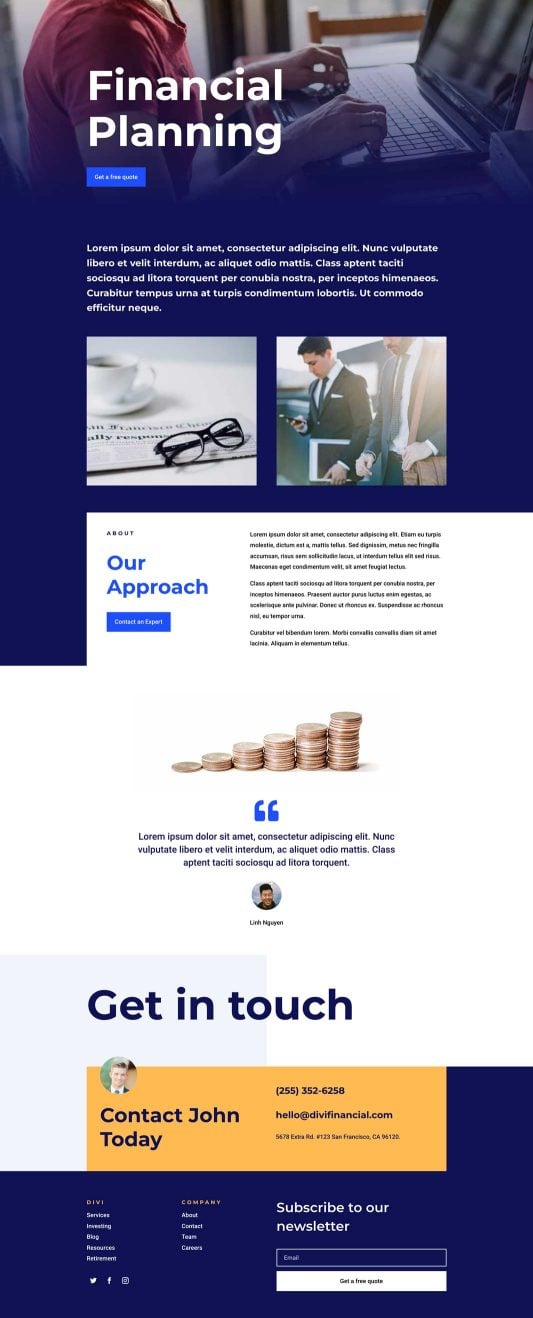 Financial
Planning
Get a free quote
Lorem ipsum dolor sit amet, consectetur adipiscing elit. Nunc vulputate
libero et velit interdum, ac aliquet odio mattis. Class aptent taciti
sociosqu ad litora torquent per conubia nostra, per inceptos himenaeos.
Curabitur tempus urna at turpis condimentum lobortis. Ut commodo
efficitur neque.
ABOUT
Our
Approach
Contact an Expert
Lorem ipsum dolor sit amet, consectetur adipiscing elit. Etiam eu turpis
molestie, dictum est a, mattis tellus. Sed dignissim, metus nec fringilla
accumsan, risus sem sollicitudin lacus, ut interdum tellus elit sed risus.
Maecenas eget condimentum velit, sit amet feugiat lectus.
Class aptent taciti sociosqu ad litora torquent per conubia nostra, per
inceptos himenaeos. Praesent auctor purus luctus enim egestas, ac
scelerisque ante pulvinar. Donec ut rhoncus ex. Suspendisse ac rhoncus
nisl, eu tempor urna.
Curabitur vel bibendum lorem. Morbi convallis convallis diam sit amet
lacinia. Aliquam in elementum tellus.
Lorem ipsum dolor sit amet, consectetur adipiscing elit. Nunc
vulputate libero et velit interdum, ac aliquet odio mattis. Class
aptent taciti sociosqu ad litora torquent.
Linh Nguyen
Get in touch
Contact John
Today
(255) 352-6258
hello@divifinancial.com
5678 Extra Rd. #123 San Francisco, CA 96120.
DIVI
Services
Investing
Blog
Resources
Retirement
COMPANY
About
Contact
Team
Careers
Subscribe to our
newsletter
Email
Get a free quote